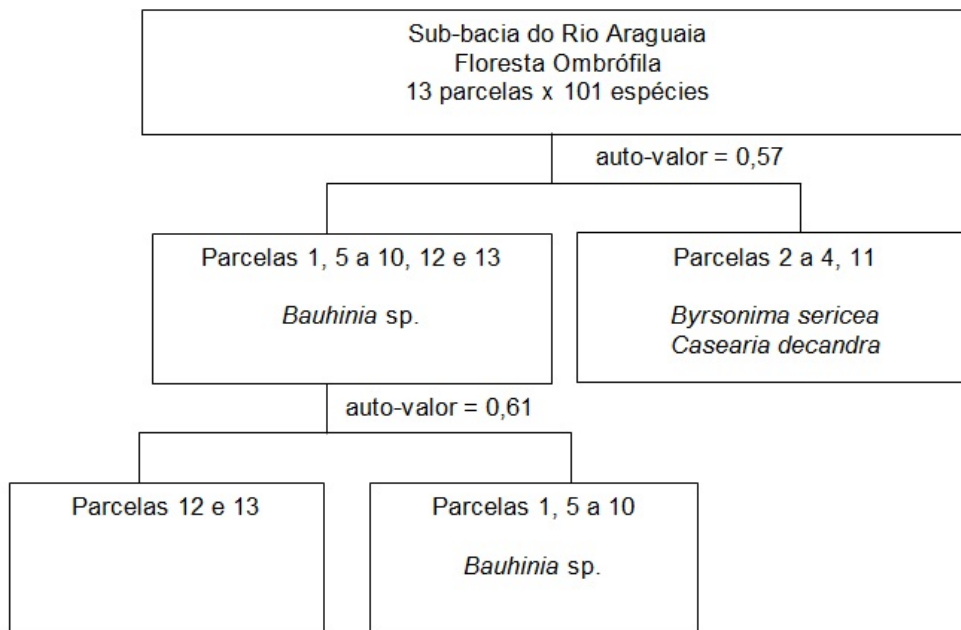 Sub-bacia do Rio Araguaia
Floresta Ombrófila
13 parcelas x 101 espécies
auto-valor = 0,57
Parcelas 1, 5 a 10, 12 e 13
Bauhinia sp.
Parcelas 2 a 4, 11
Byrsonima sericea
Casearia decandra
auto-valor = 0,61
Parcelas 12 e 13
Parcelas 1, 5 a 10
Bauhinia sp.